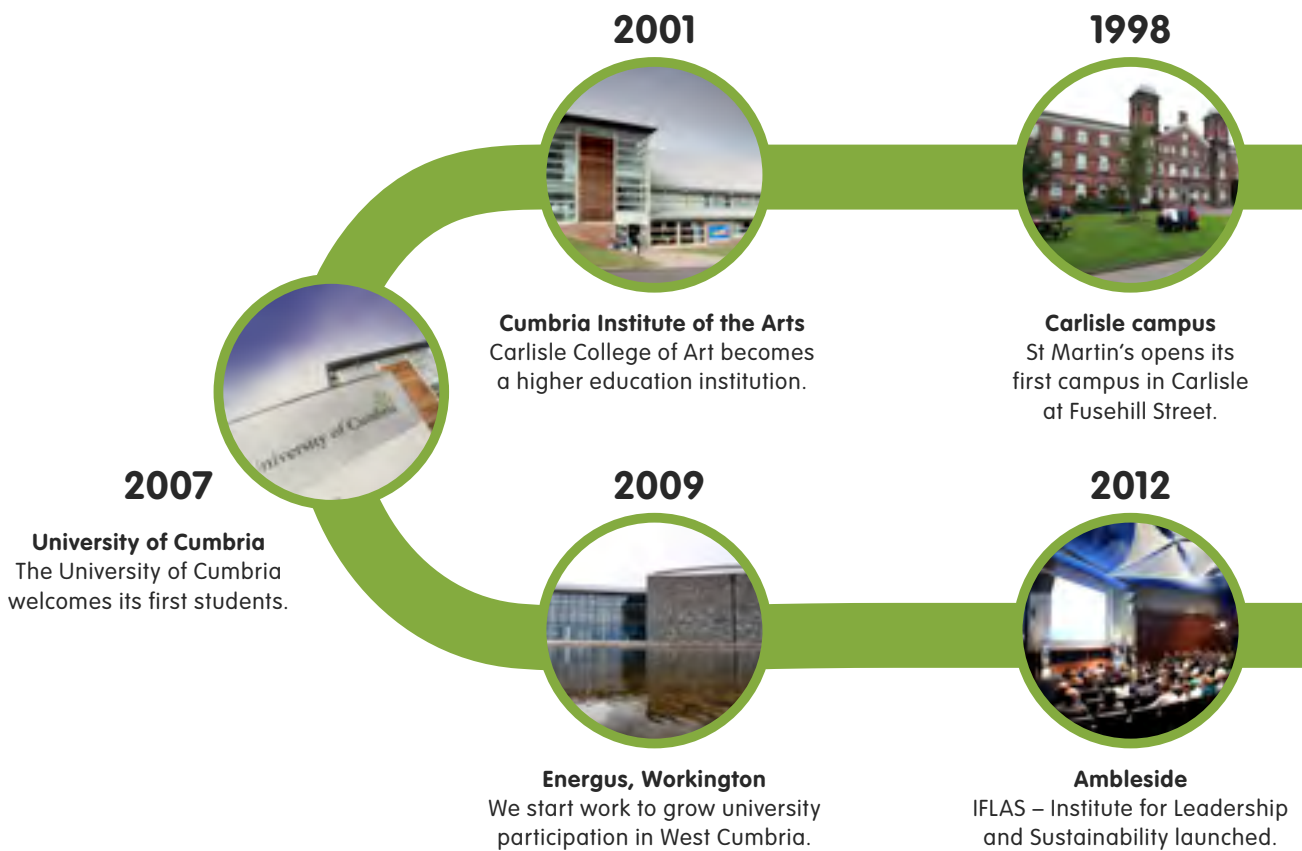 2001
Cumbria Institute of the Arts
Carlisle College of Art becomes
a higher education institution.
1998
Carlisle campus
St Martin’s opens its
first campus in Carlisle
at Fusehill Street.
University of Cumbria
2007
University of Cumbria
The University of Cumbria
welcomes its first students.
2009
Energus, Workington
We start work to grow university
participation in West Cumbria.
2012
Ambleside
IFLAS – Institute for Leadership
and Sustainability launched.